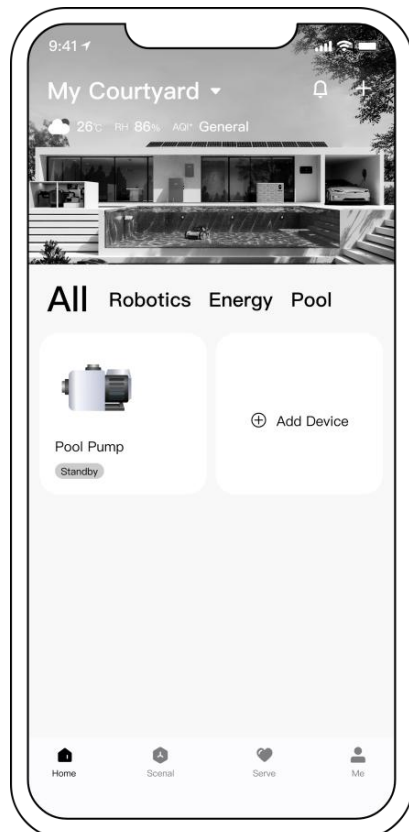 9:41
My Courtyard
26℃ RH 86% AQI* General
All Robotics Energy Pool
Pool Pump
Standby
Add Device
Home Scenal Serve Me